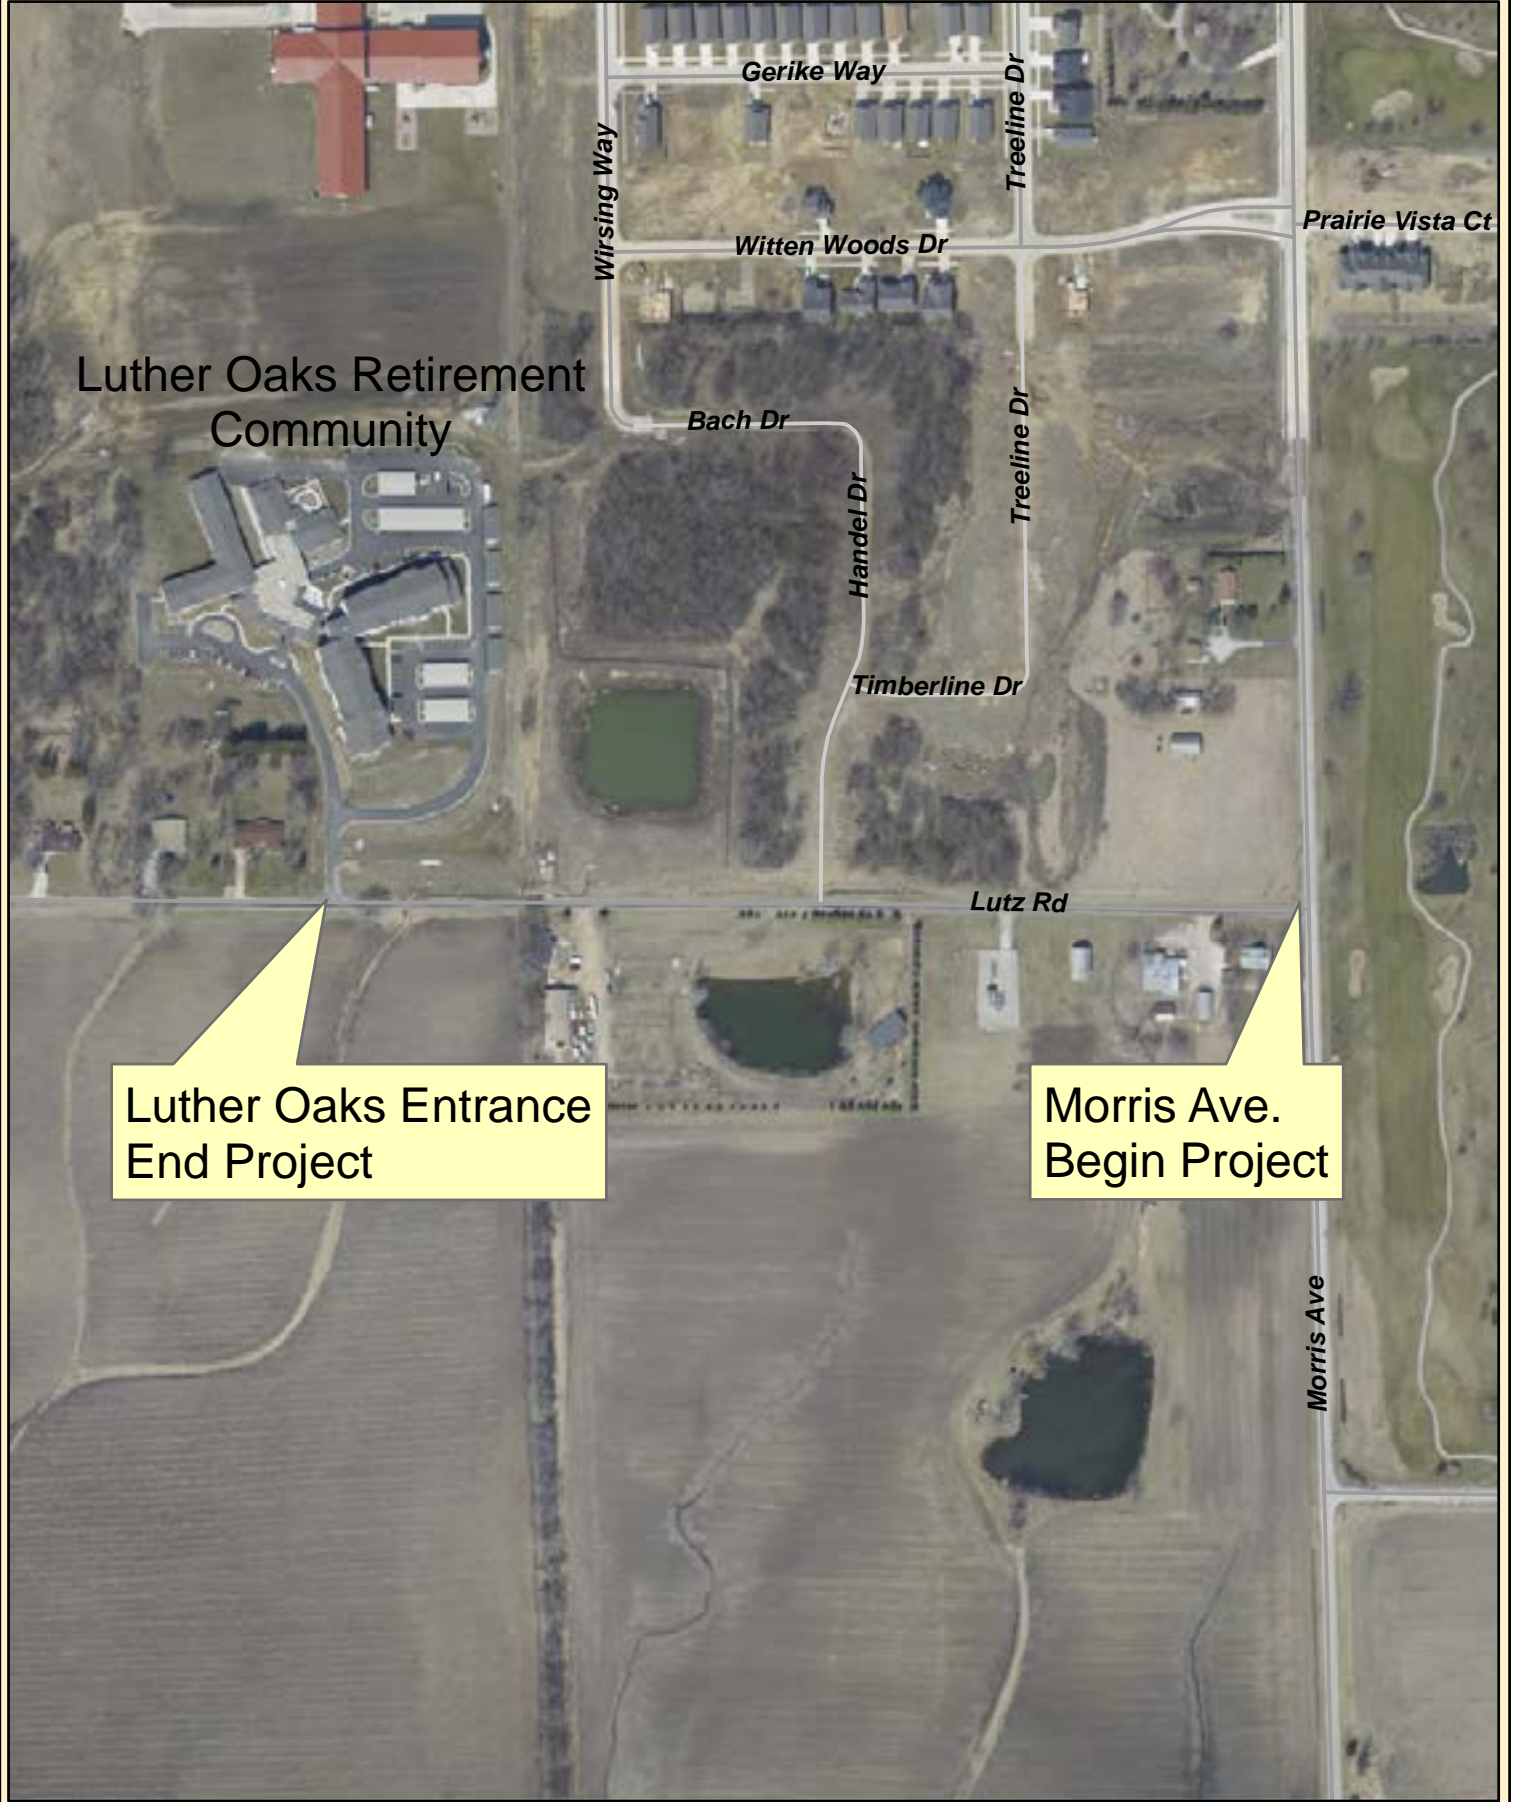 Gerike Way
Treeline Dr
Wirsing Way
Prairie Vista Ct
Witten Woods Dr
Luther Oaks Retirement
Community
Bach Dr
Treeline Dr
Handel Dr
Timberline Dr
Lutz Rd
Luther Oaks Entrance
End Project
Morris Ave.
Begin Project
Morris Ave